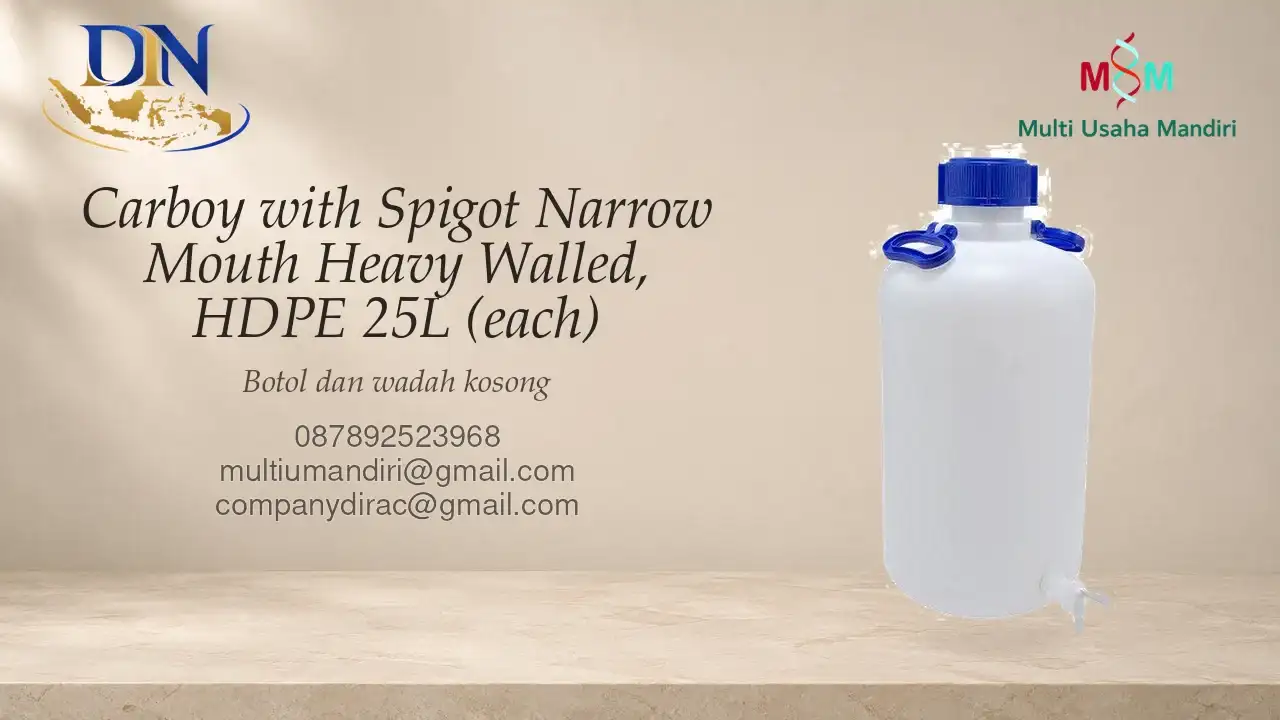 DN
M M
Multi Usaha Mandiri
Carboy with Spigot Narrow
Mouth Heavy Walled,
HDPE 25L (each)
Botol dan wadah kosong
087892523968
multiumandiri@gmail.com
companydirac@gmail.com